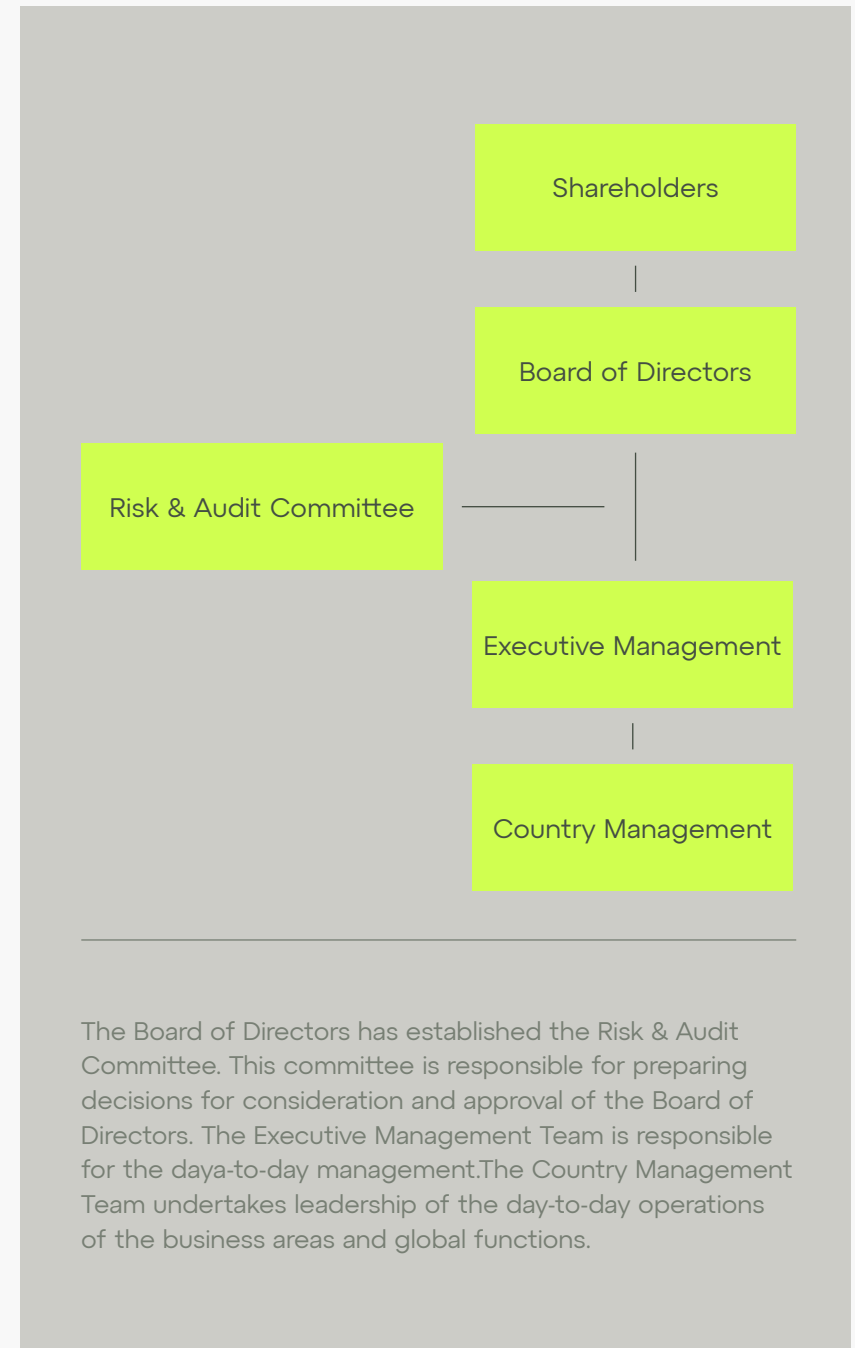 Shareholders
Board of Directors
Risk & Audit Committee
Executive Management
Country Management
The Board of Directors has established the Risk & Audit
Committee. This committee is responsible for preparing
decisions for consideration and approval of the Board of
Directors. The Executive Management Team is responsible
for the daya-to-day management.The Country Management
Team undertakes leadership of the day-to-day operations
of the business areas and global functions.